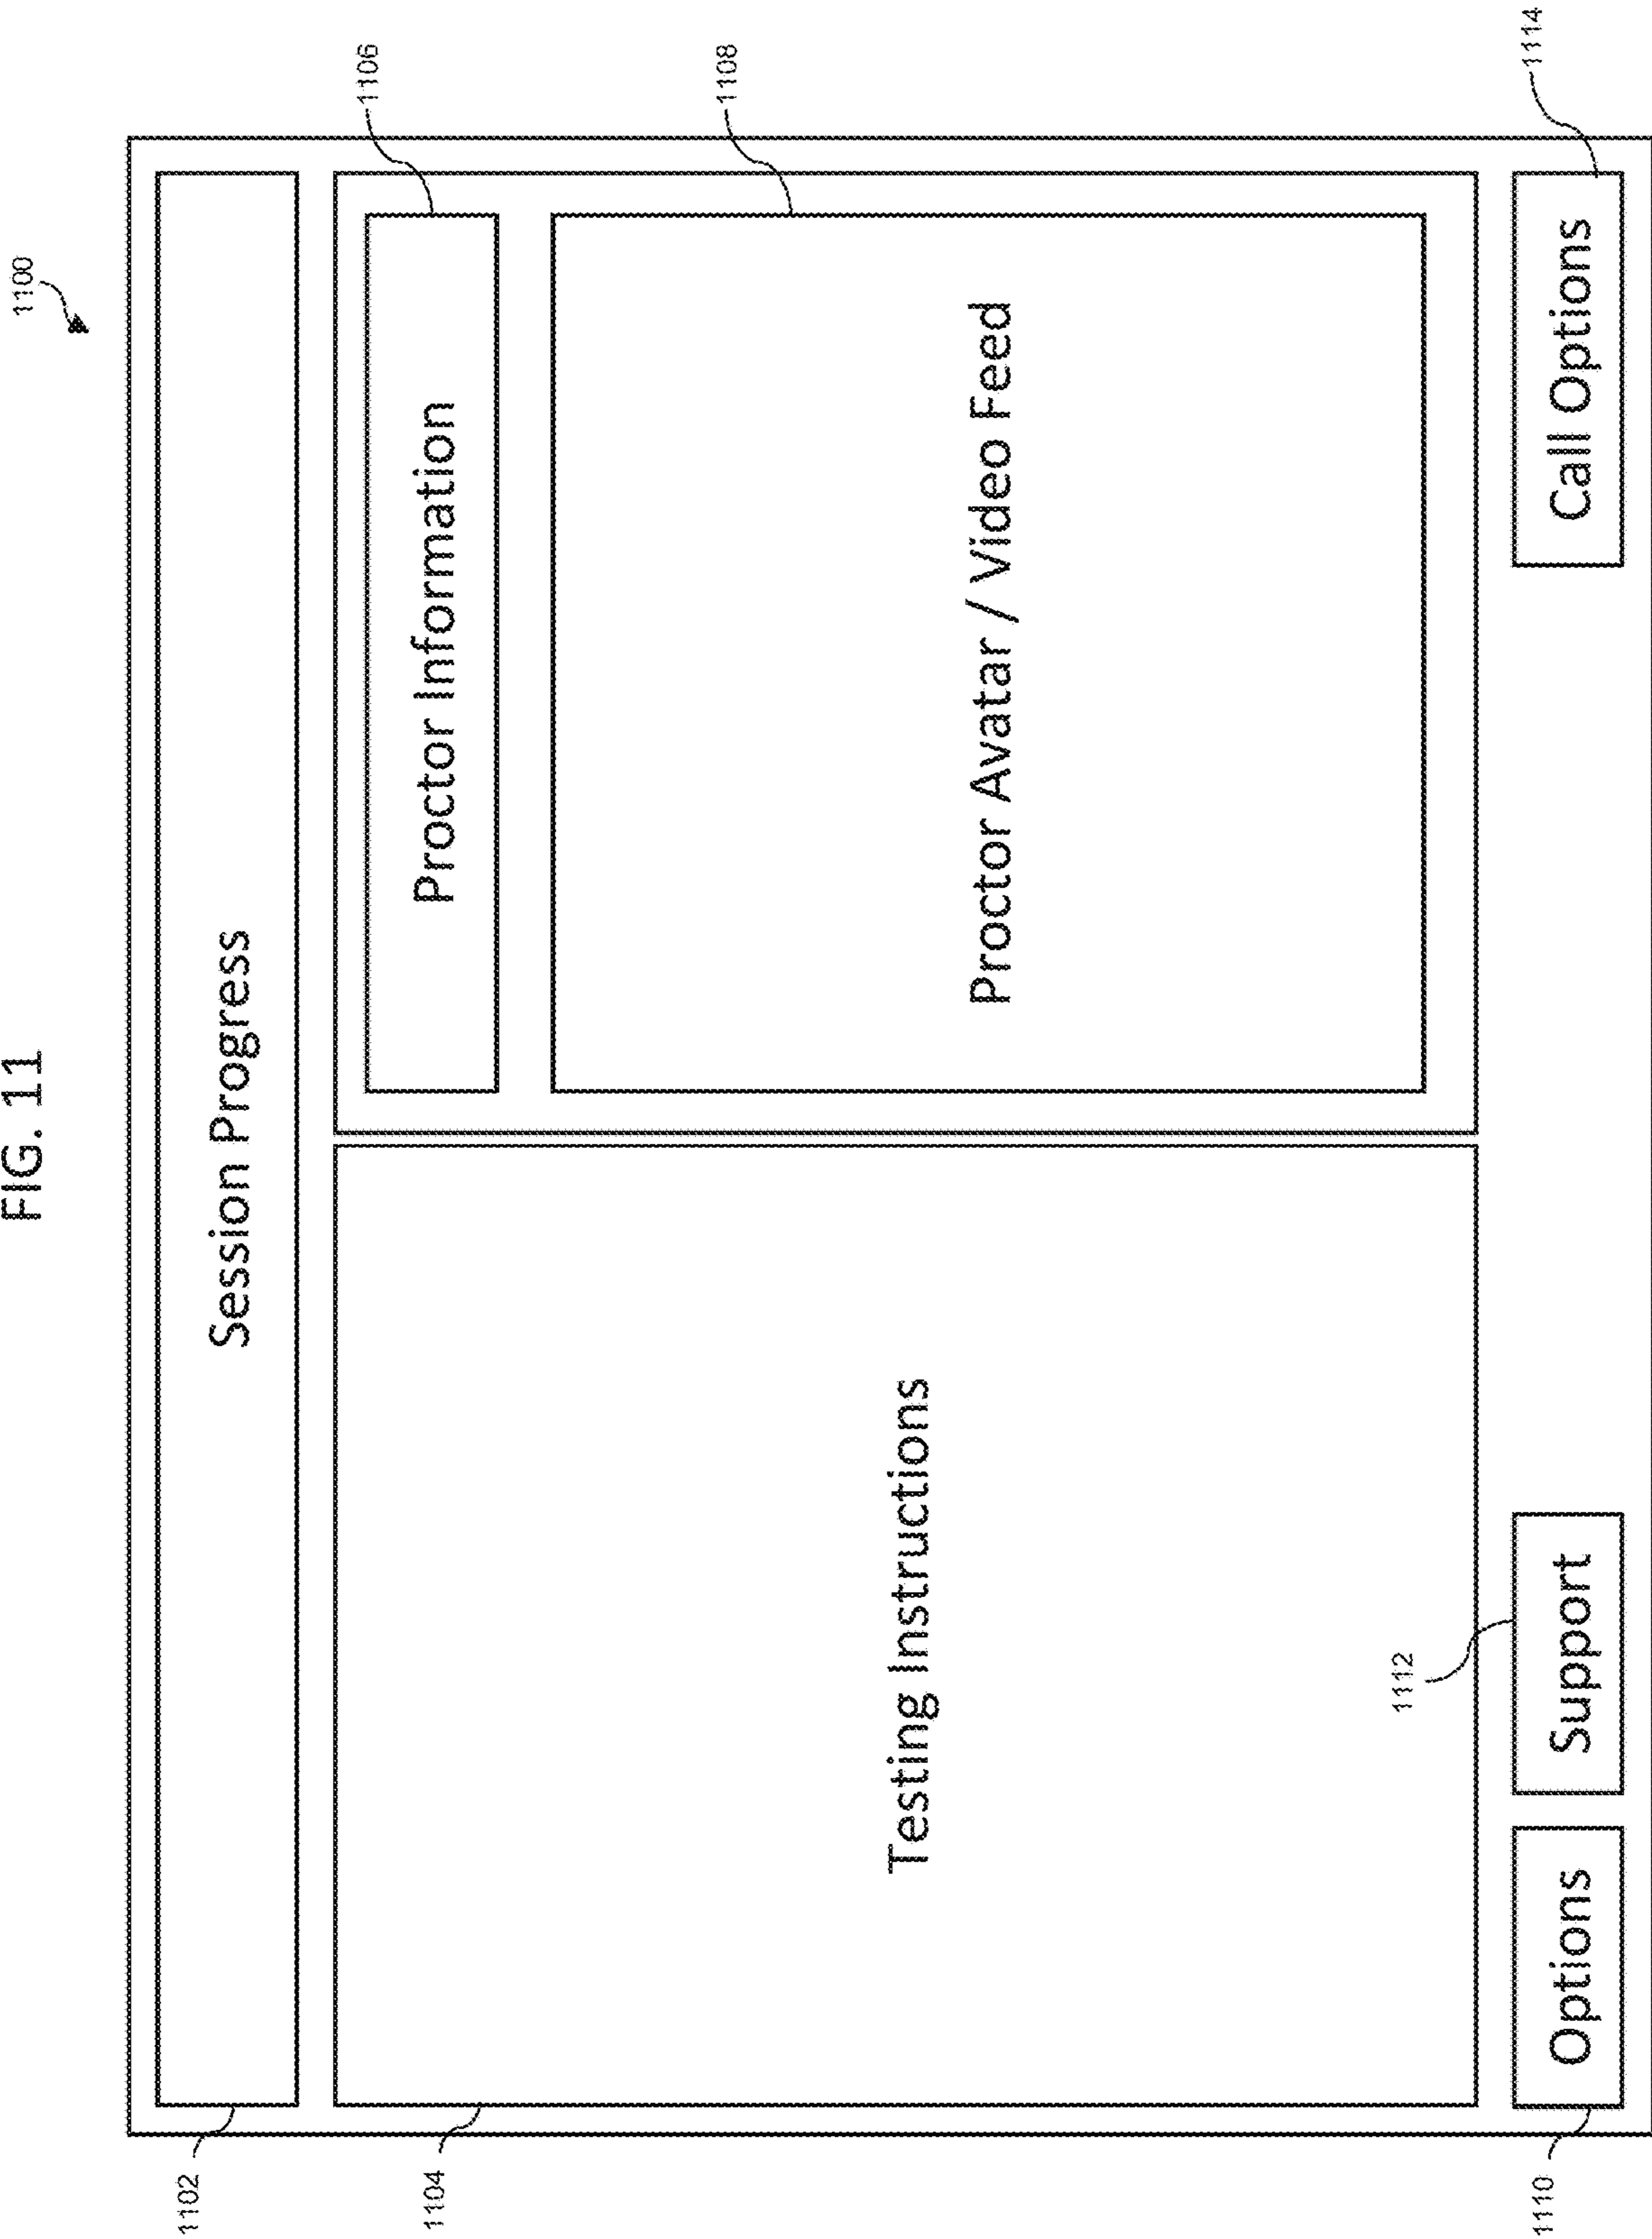 FIG. 11
1100
1102
Session Progress
1104
Testing Instructions
1106
Proctor Information
1108
Proctor Avatar / Video Feed
1110
Options
1112
Support
1114
Call Options